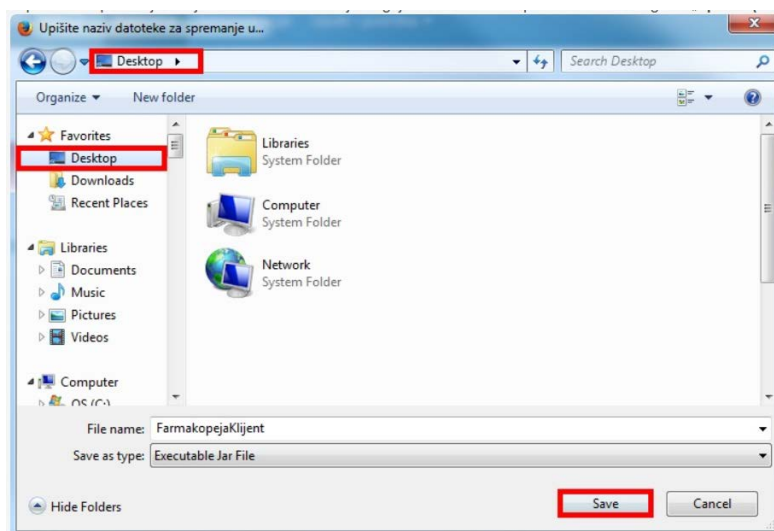 Upišite naziv datoteke za spremanje u...
Desktop
Search Desktop
Organize
New folder
Favorites
Desktop
Downloads
Recent Places
Libraries
Documents
Music
Pictures
Videos
Computer
OS (C:)
Libraries
System Folder
Computer
System Folder
Network
System Folder
File name: FarmakopejaKlijent
Save as type: Executable Jar File
Hide Folders
Save
Cancel